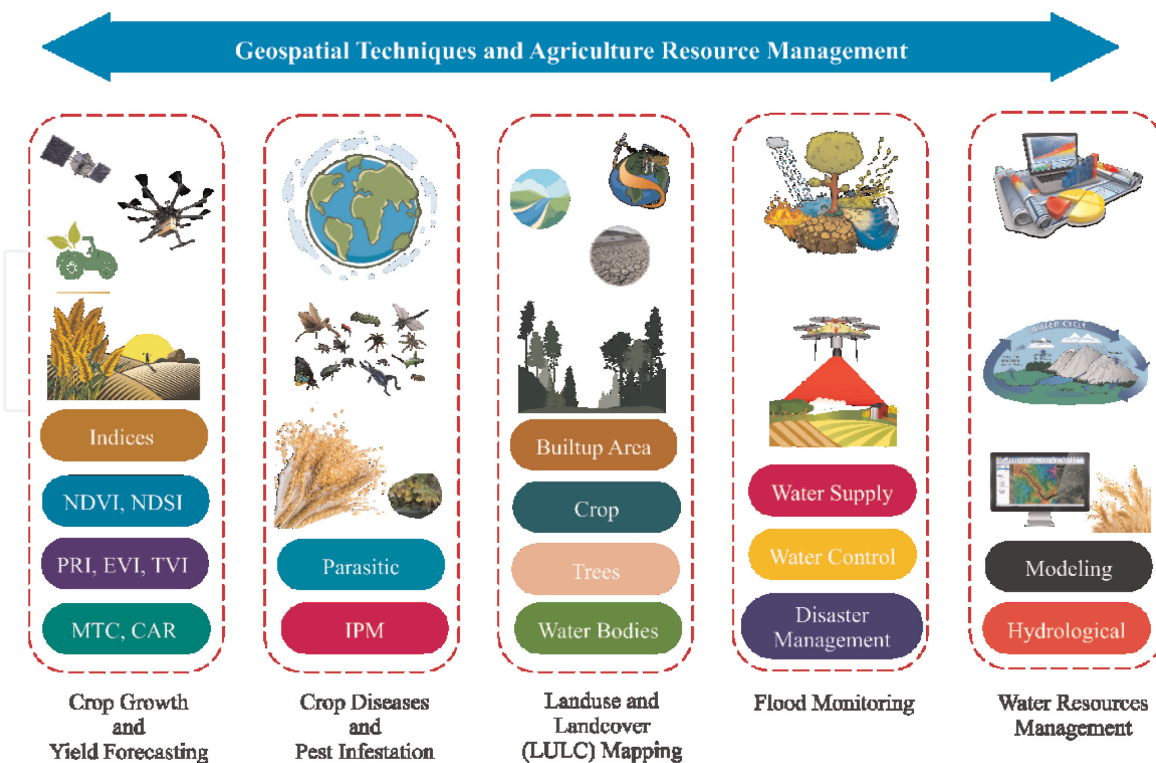 Geospatial Techniques and Agriculture Resource Management
Indices
NDVI, NDSI
PRI, EVI, TVI
MTC, CAR
Crop Growth
and
Yield Forecasting
Parasitic
IPM
Crop Diseases
and
Pest Infestation
Builtup Area
Crop
Trees
Water Bodies
Landuse and
Landcover
(LULC) Mapping
Water Supply
Water Control
Disaster
Management
Flood Monitoring
WATER CYCLE
Modeling
Hydrological
Water Resources
Management